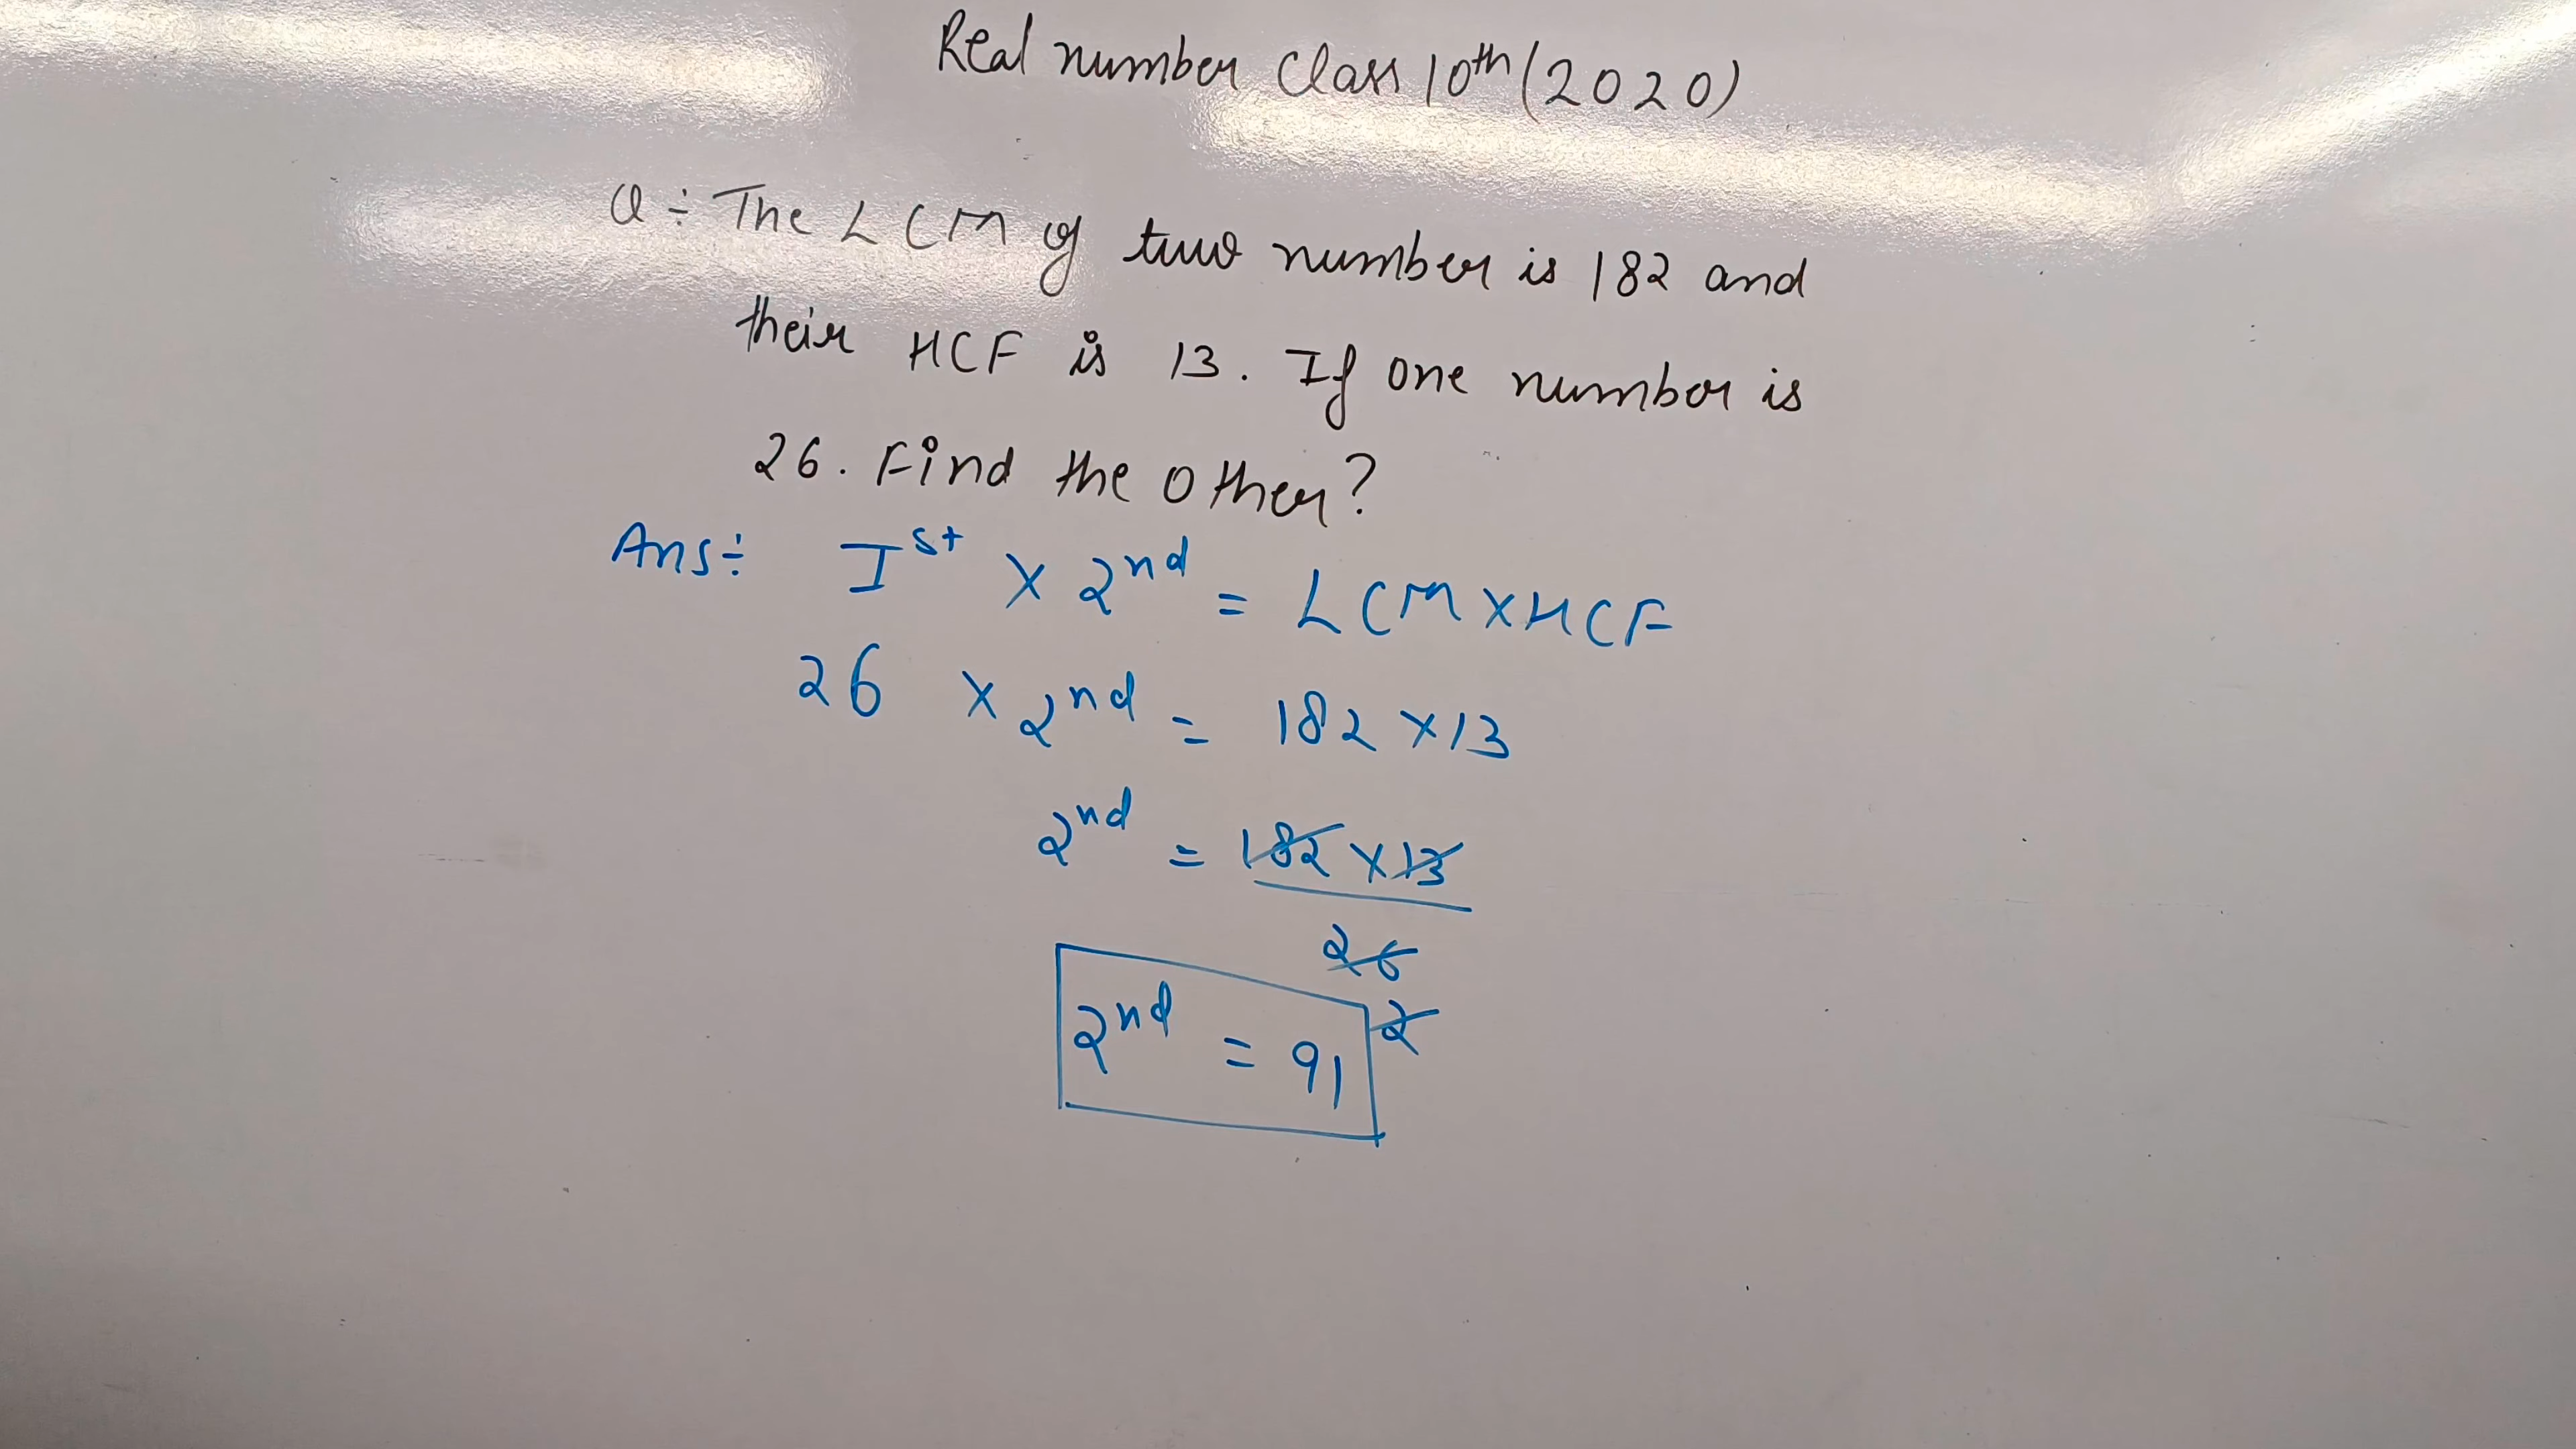 Real number Class 10th (2020)
Q ÷ The LCM of two number is 182 and
their HCF is 13. If one number is
26. Find the other?
Ans ÷ Ist × 2nd = LCM × HCF
26 × 2nd = 182 × 13
2nd = 182 × 13
26
2
2nd = 91